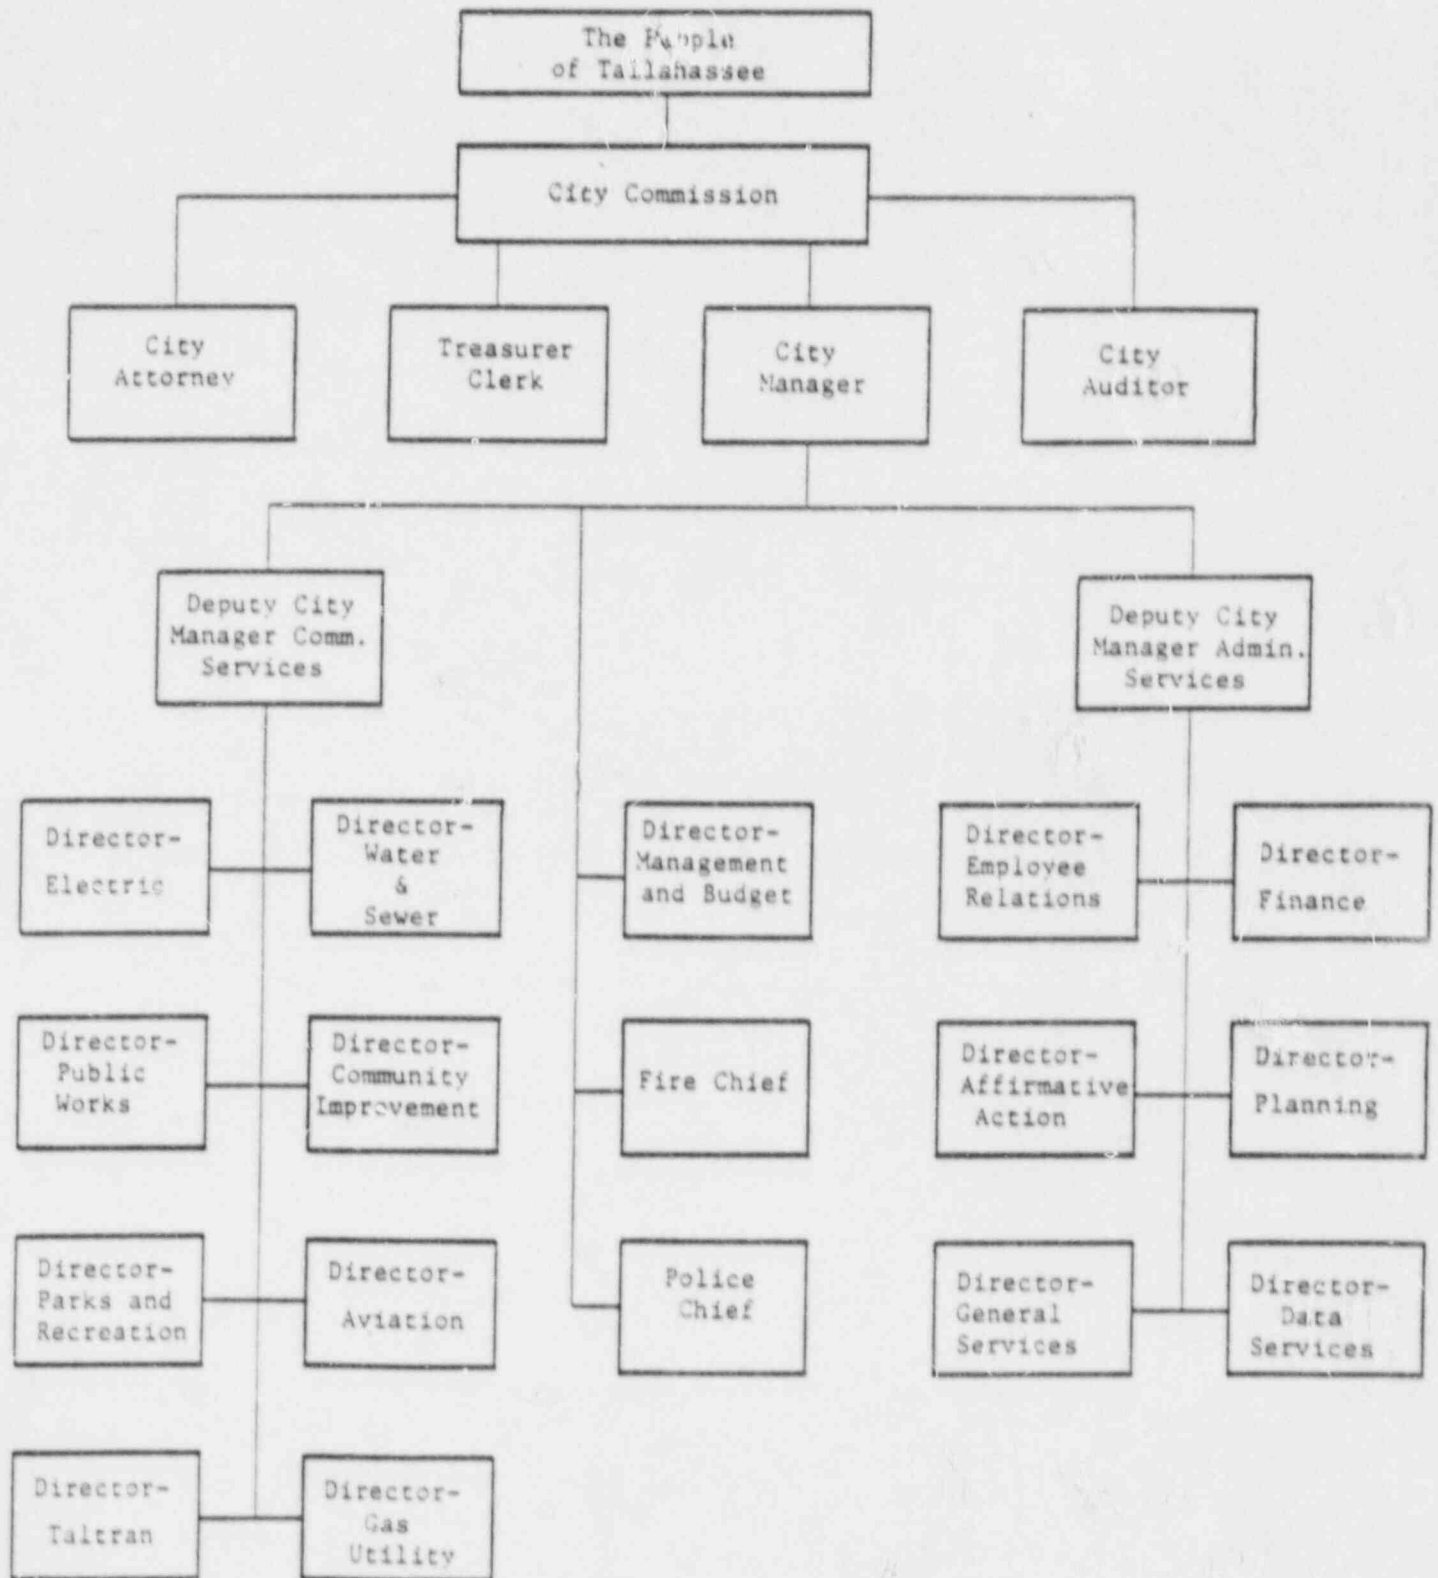 The People
of Tallahassee
City Commission
City
Attorney
Treasurer
Clerk
City
Manager
City
Auditor
Deputy City
Manager Comm.
Services
Deputy City
Manager Admin.
Services
Director-
Electric
Director-
Water
&
Sewer
Director-
Management
and Budget
Director-
Employee
Relations
Director-
Finance
Director-
Public
Works
Director-
Community
Improvement
Fire Chief
Director-
Affirmative
Action
Director-
Planning
Director-
Parks and
Recreation
Director-
Aviation
Police
Chief
Director-
General
Services
Director-
Data
Services
Director-
Taltran
Director-
Gas
Utility